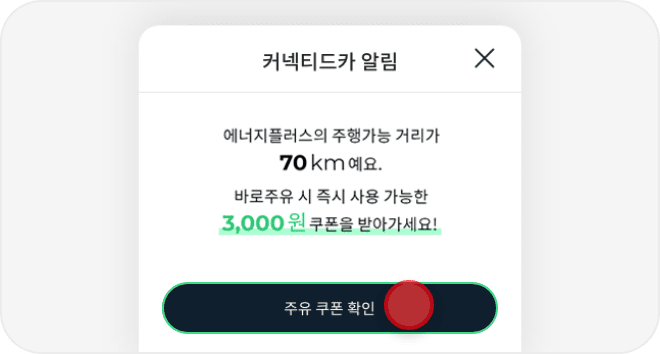 커넥티드카 알림
에너지플러스의 주행가능 거리가
70 km 예요.
바로주유 시 즉시 사용 가능한
3,000 원 쿠폰을 받아가세요!
주유 쿠폰 확인